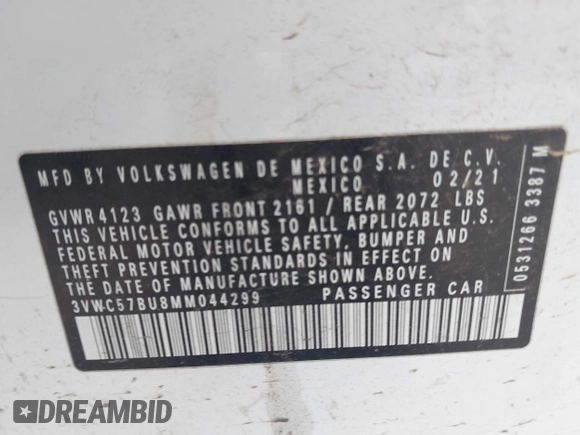 MFD BY VOLKSWAGEN DE MEXICO S.A. DE C.V.
MEXICO 02/21
GVWR 4123 GAWR FRONT 2161 / REAR 2072 LBS
THIS VEHICLE CONFORMS TO ALL APPLICABLE U.S.
FEDERAL MOTOR VEHICLE SAFETY, BUMPER AND
THEFT PREVENTION STANDARDS IN EFFECT ON
THE DATE OF MANUFACTURE SHOWN ABOVE.
3VWC57BU8MM044299 PASSENGER CAR
0531266 3387 M
DREAMBID